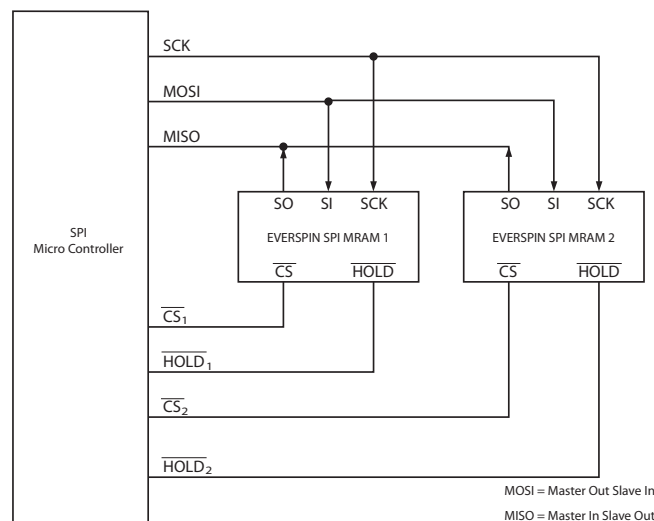 SCK
MOSI
MISO
SO SI SCK
EVERSPIN SPI MRAM 1
CS HOLD
SO SI SCK
EVERSPIN SPI MRAM 2
CS HOLD
SPI
Micro Controller
CS1
HOLD1
CS2
HOLD2
MOSI = Master Out Slave In
MISO = Master In Slave Out